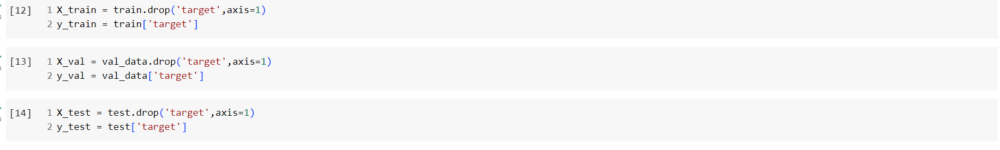 [12] 1 X_train = train.drop('target',axis=1)
2 y_train = train['target']
[13] 1 X_val = val_data.drop('target',axis=1)
2 y_val = val_data['target']
[14] 1 X_test = test.drop('target',axis=1)
2 y_test = test['target']